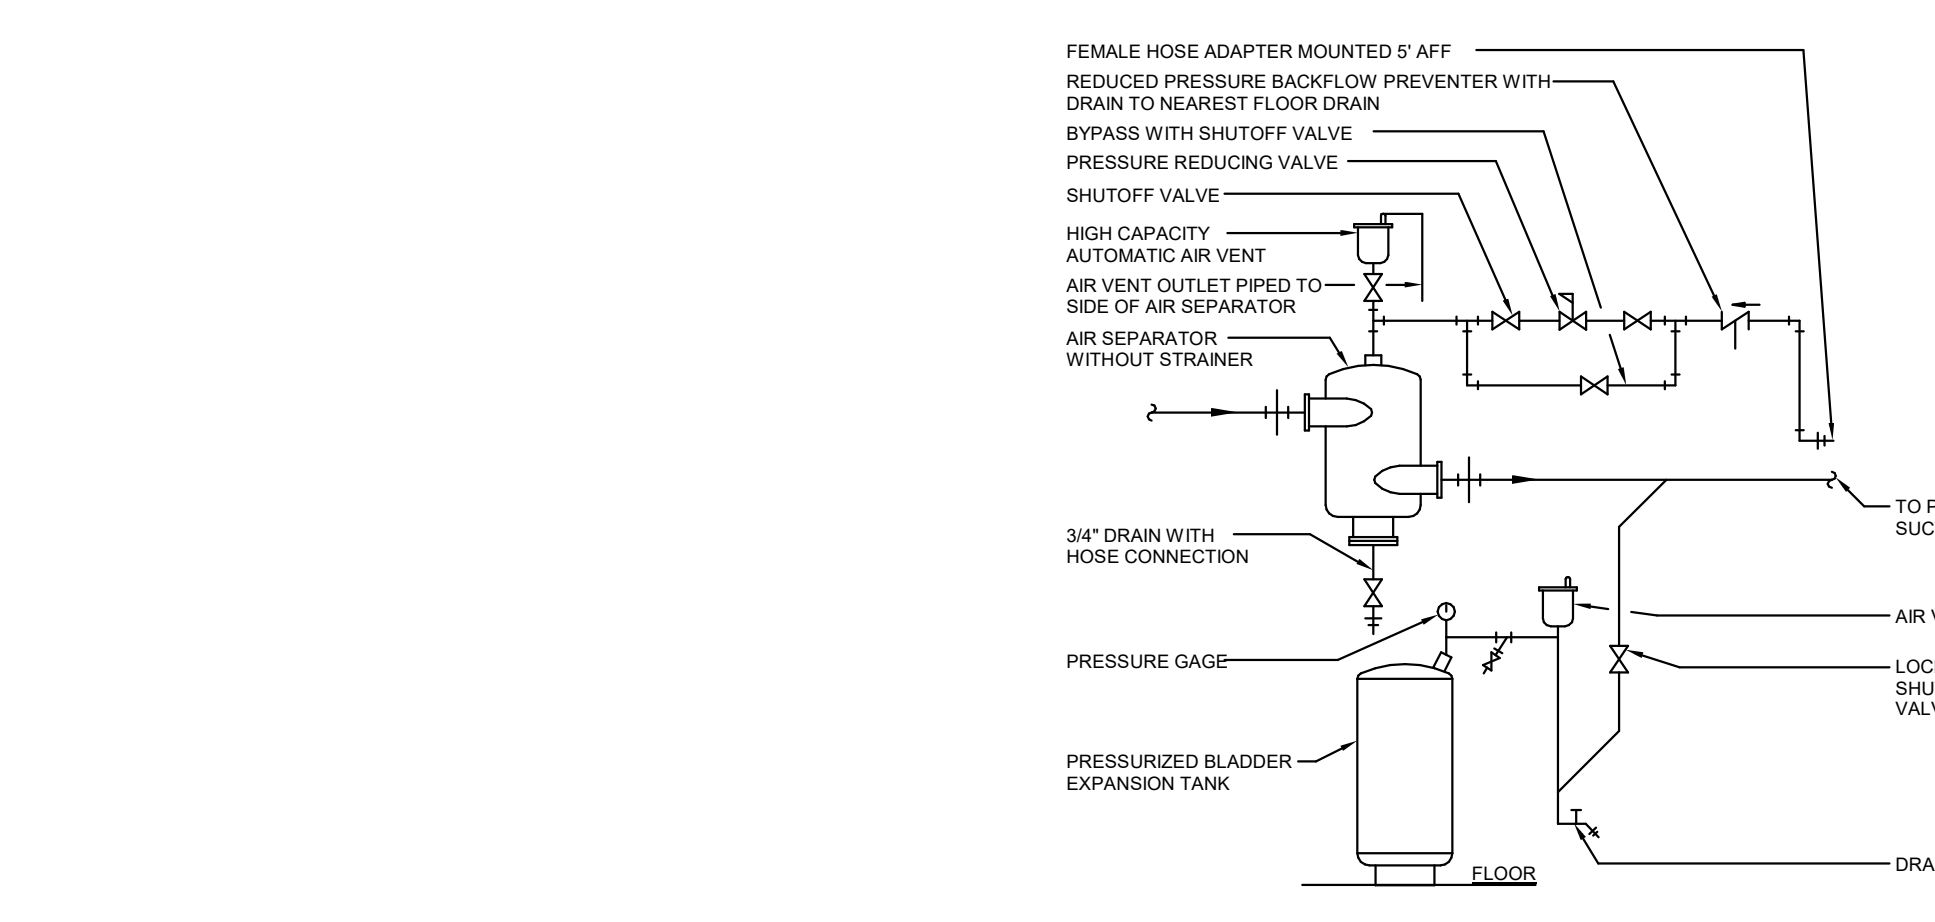 FEMALE HOSE ADAPTER MOUNTED 5' AFF
REDUCED PRESSURE BACKFLOW PREVENTER WITH
DRAIN TO NEAREST FLOOR DRAIN
BYPASS WITH SHUTOFF VALVE
PRESSURE REDUCING VALVE
SHUTOFF VALVE
HIGH CAPACITY
AUTOMATIC AIR VENT
AIR VENT OUTLET PIPED TO
SIDE OF AIR SEPARATOR
AIR SEPARATOR
WITHOUT STRAINER
3/4" DRAIN WITH
HOSE CONNECTION
PRESSURE GAGE
PRESSURIZED BLADDER
EXPANSION TANK
FLOOR
TO
AIR